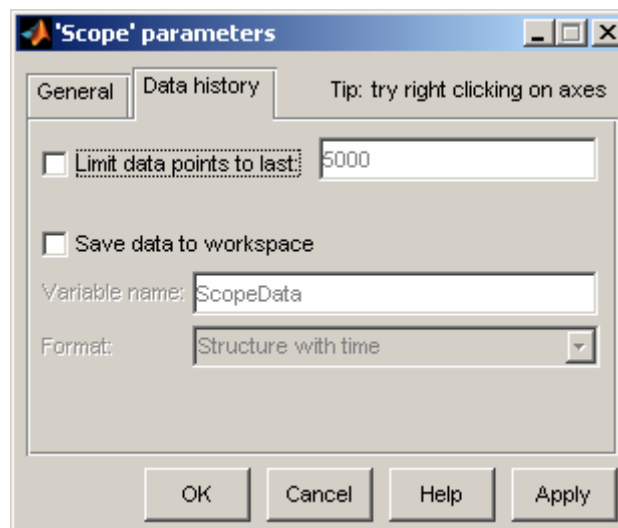 'Scope' parameters
General
Data history
Tip: try right clicking on axes
Limit data points to last: 5000
Save data to workspace
Variable name: ScopeData
Format: Structure with time
OK Cancel Help Apply